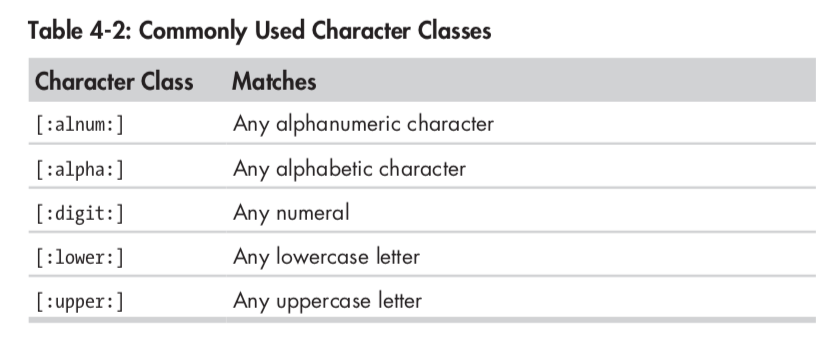 Table 4-2: Commonly Used Character Classes
Character Class Matches
[:alnum:] Any alphanumeric character
[:alpha:] Any alphabetic character
[:digit:] Any numeral
[:lower:] Any lowercase letter
[:upper:] Any uppercase letter